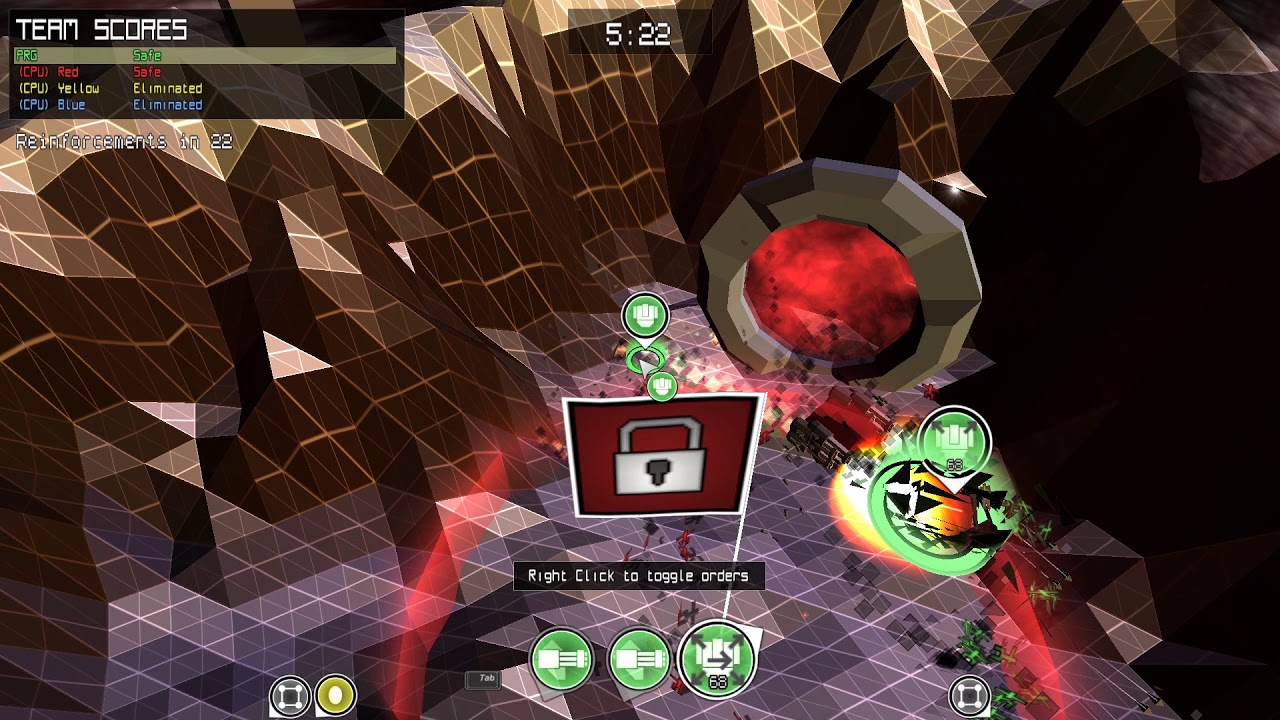 TEAM SCORES
PRG Safe
(CPU) Red Safe
(CPU) Yellow Eliminated
(CPU) Blue Eliminated
Reinforcements in 22
5:22
68
Right Click to toggle orders
Tab
68